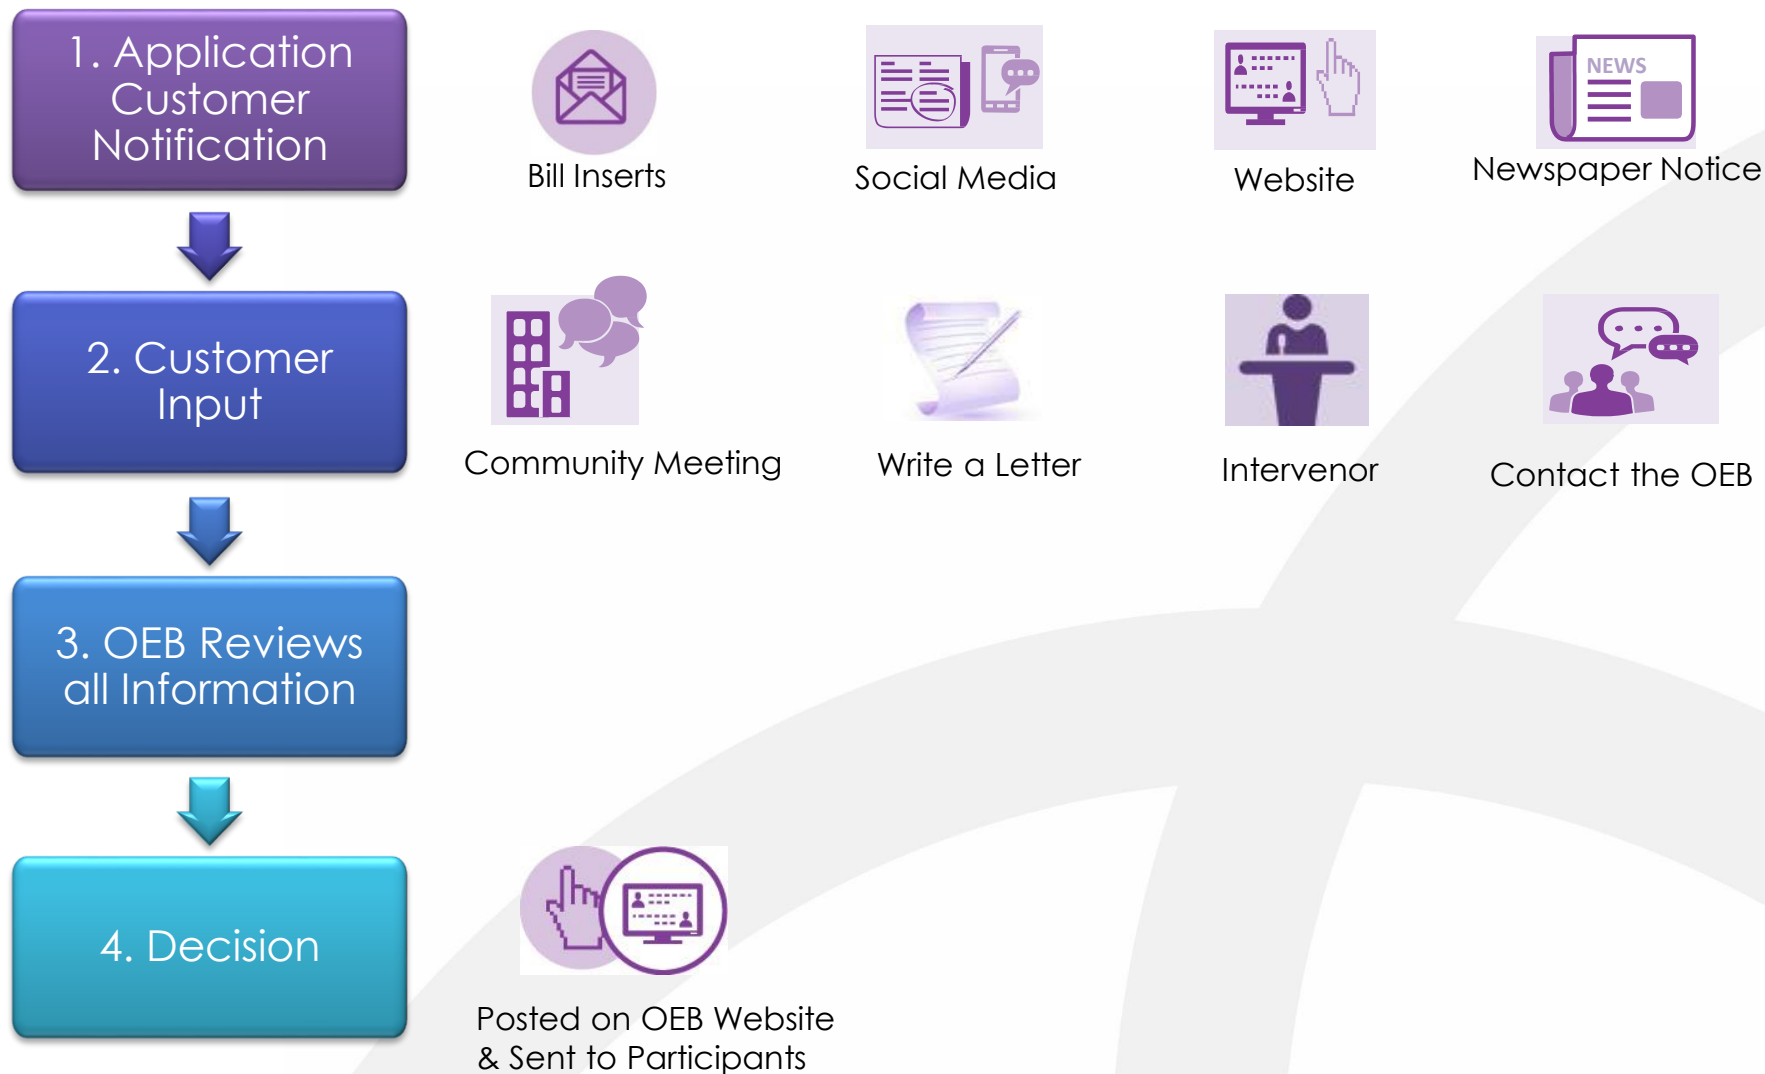 1. Application
Customer
Notification
Bill Inserts
Social Media
Website
NEWS
Newspaper Notice
2. Customer
Input
Community Meeting
Write a Letter
Intervenor
Contact the OEB
3. OEB Reviews
all Information
4. Decision
Posted on OEB Website
& Sent to Participants